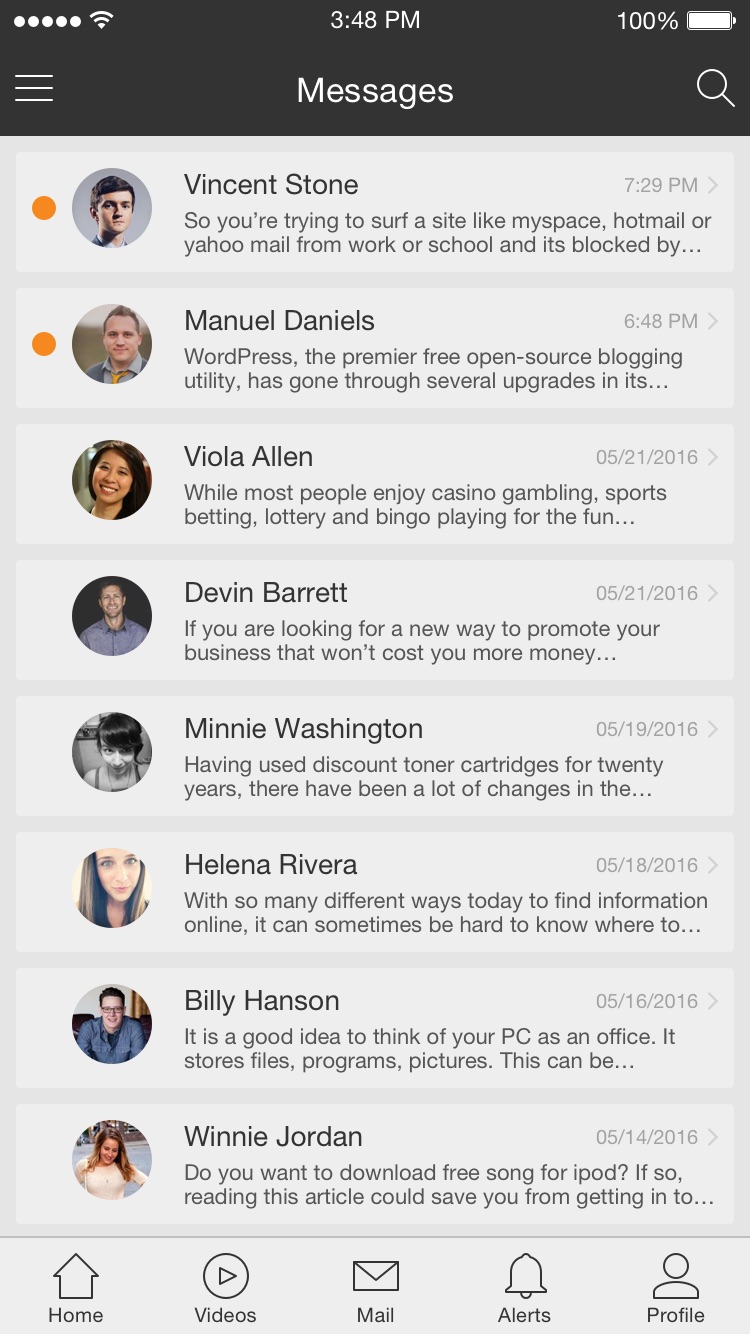 3:48 PM 100%
Messages
Vincent Stone 7:29 PM
So you’re trying to surf a site like myspace, hotmail or
yahoo mail from work or school and its blocked by…
Manuel Daniels 6:48 PM
WordPress, the premier free open-source blogging
utility, has gone through several upgrades in its…
Viola Allen 05/21/2016
While most people enjoy casino gambling, sports
betting, lottery and bingo playing for the fun…
Devin Barrett 05/21/2016
If you are looking for a new way to promote your
business that won’t cost you more money…
Minnie Washington 05/19/2016
Having used discount toner cartridges for twenty
years, there have been a lot of changes in the…
Helena Rivera 05/18/2016
With so many different ways today to find information
online, it can sometimes be hard to know where to…
Billy Hanson 05/16/2016
It is a good idea to think of your PC as an office. It
stores files, programs, pictures. This can be…
Winnie Jordan 05/14/2016
Do you want to download free song for ipod? If so,
reading this article could save you from getting in to…
Home Videos Mail Alerts Profile